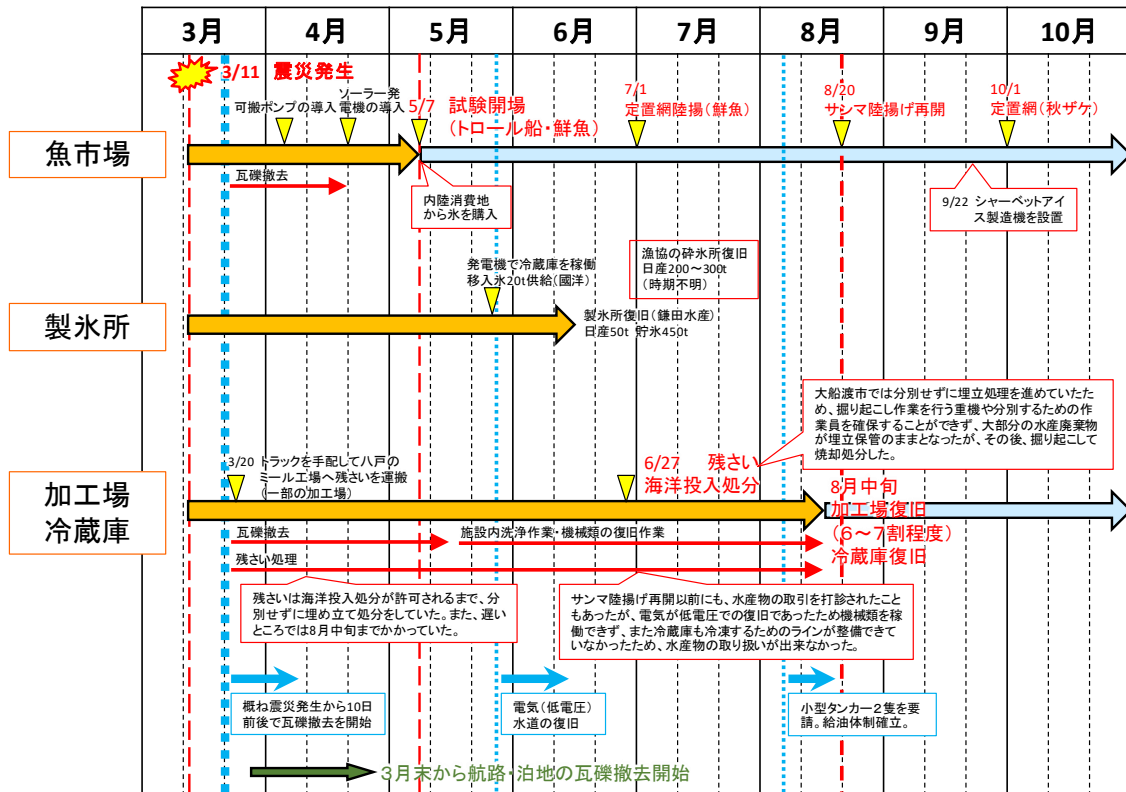 3月 4月 5月 6月 7月 8月 9月 10月
3/11 震災発生
可搬ポンプの導入
ソーラー発
電機の導入
5/7 試験開場
(トロール船・鮮魚)
7/1
定置網陸揚(鮮魚)
8/20
サンマ陸揚げ再開
10/1
定置網(秋ザケ)
魚市場
瓦礫撤去
内陸消費地
から氷を購入
9/22 シャーベットアイ
ス製造機を設置
発電機で冷蔵庫を稼働
移入氷20t供給(國洋)
漁協の砕氷所復旧
日産200~300t
(時期不明)
製氷所
製氷所復旧(鎌田水産)
日産50t 貯氷450t
大船渡市では分別せずに埋立処理を進めていたた
め、掘り起こし作業を行う重機や分別するための作
業員を確保することができず、大部分の水産廃棄物
が埋立保管のままとなったが、その後、掘り起こして
焼却処分した。
3/20 トラックを手配して八戸の
ミール工場へ残さいを運搬
(一部の加工場)
6/27 残さい
海洋投入処分
加工場
冷蔵庫
8月中旬
加工場復旧
(6~7割程度)
冷蔵庫復旧
瓦礫撤去
施設内洗浄作業・機械類の復旧作業
残さい処理
残さいは海洋投入処分が許可されるまで、分
別せずに埋め立て処分をしていた。また、遅い
ところでは8月中旬までかかっていた。
サンマ陸揚げ再開以前にも、水産物の取引を打診されたこと
もあったが、電気が低電圧での復旧であったため機械類を稼
働できず、また冷蔵庫も冷凍するためのラインが整備できて
いなかったため、水産物の取り扱いが出来なかった。
概ね震災発生から10日
前後で瓦礫撤去を開始
電気(低電圧)
水道の復旧
小型タンカー2隻を要
請。給油体制確立。
3月末から航路・泊地の瓦礫撤去開始